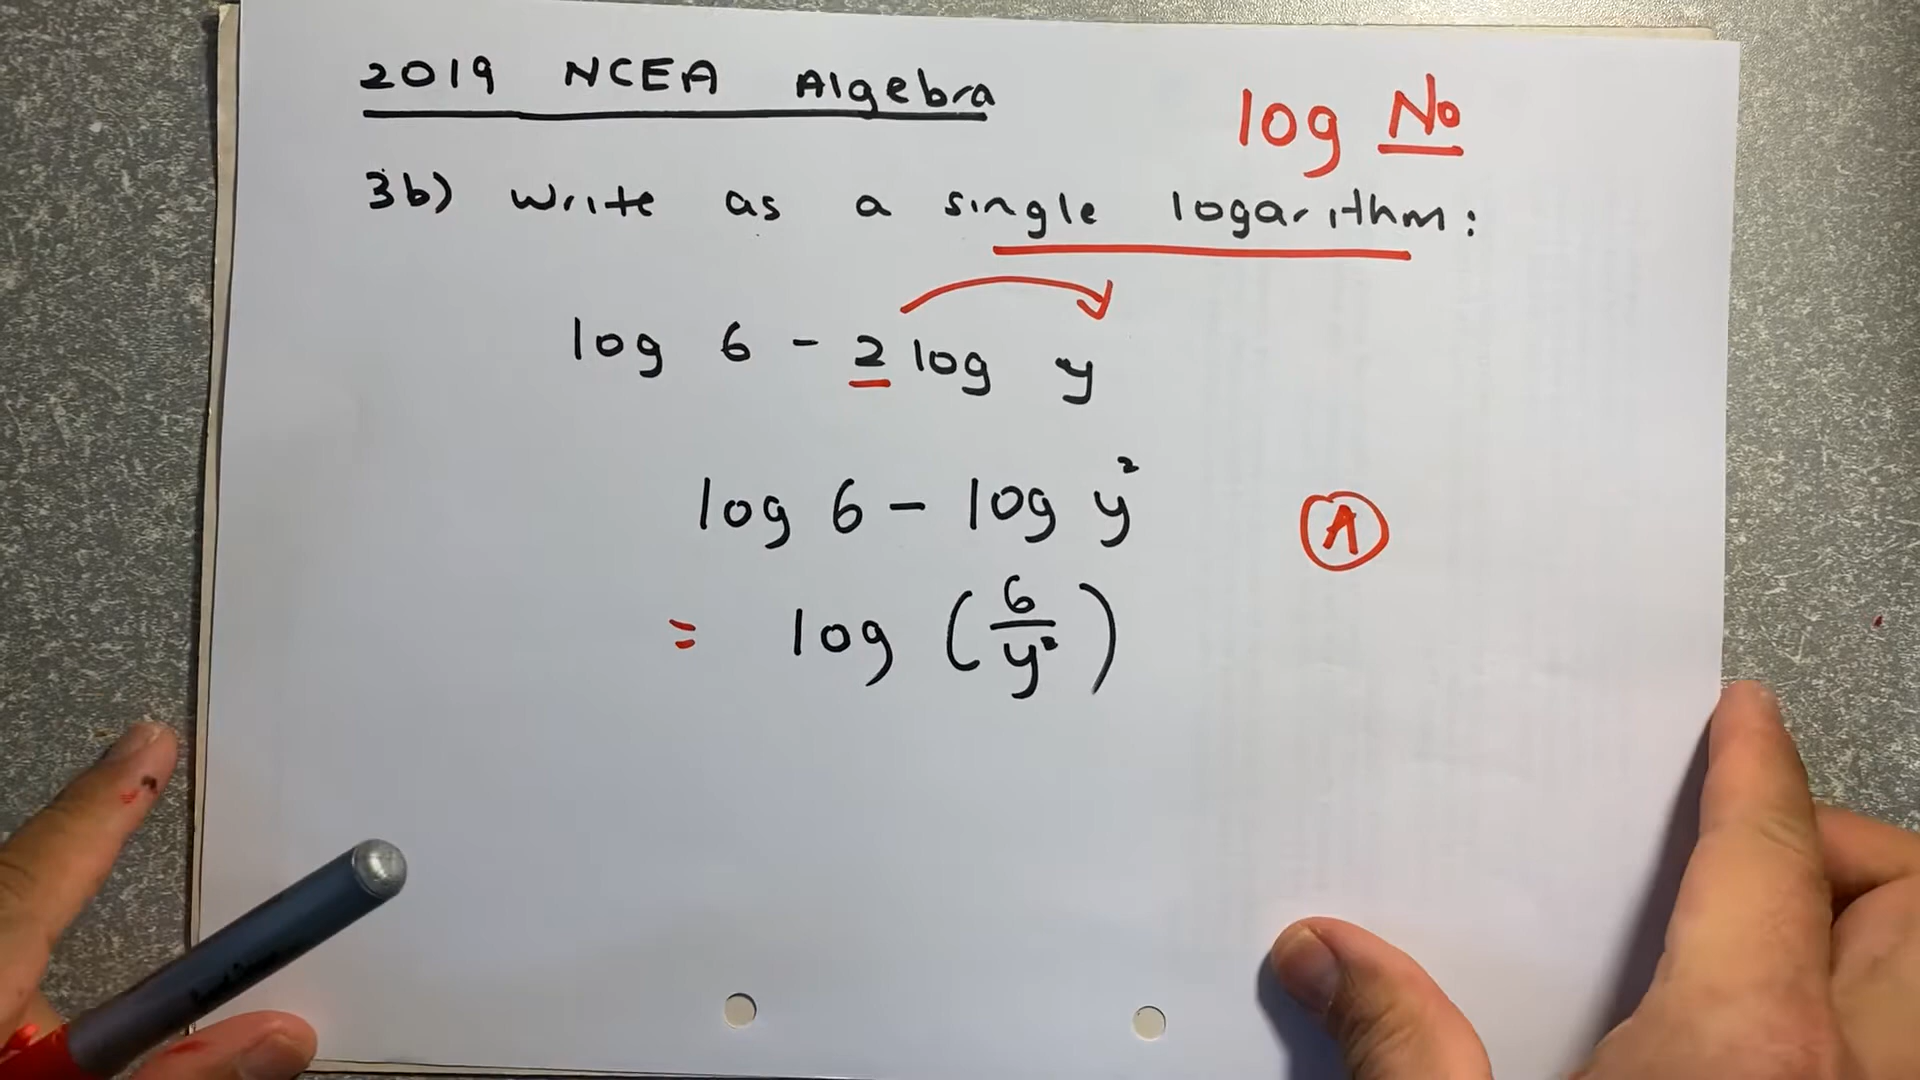 2019 NCEA Algebra
log No
3b) Write as a single logarithm:
log 6 - 2 log y
log 6 - log y²
A
= log (6/y²)